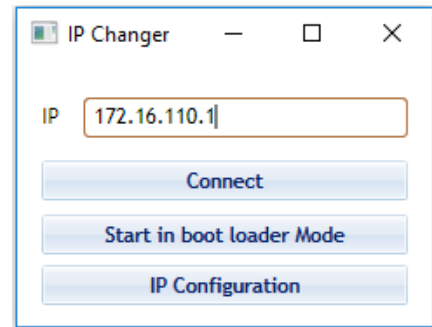 IP Changer
IP 172.16.110.1
Connect
Start in boot loader Mode
IP Configuration